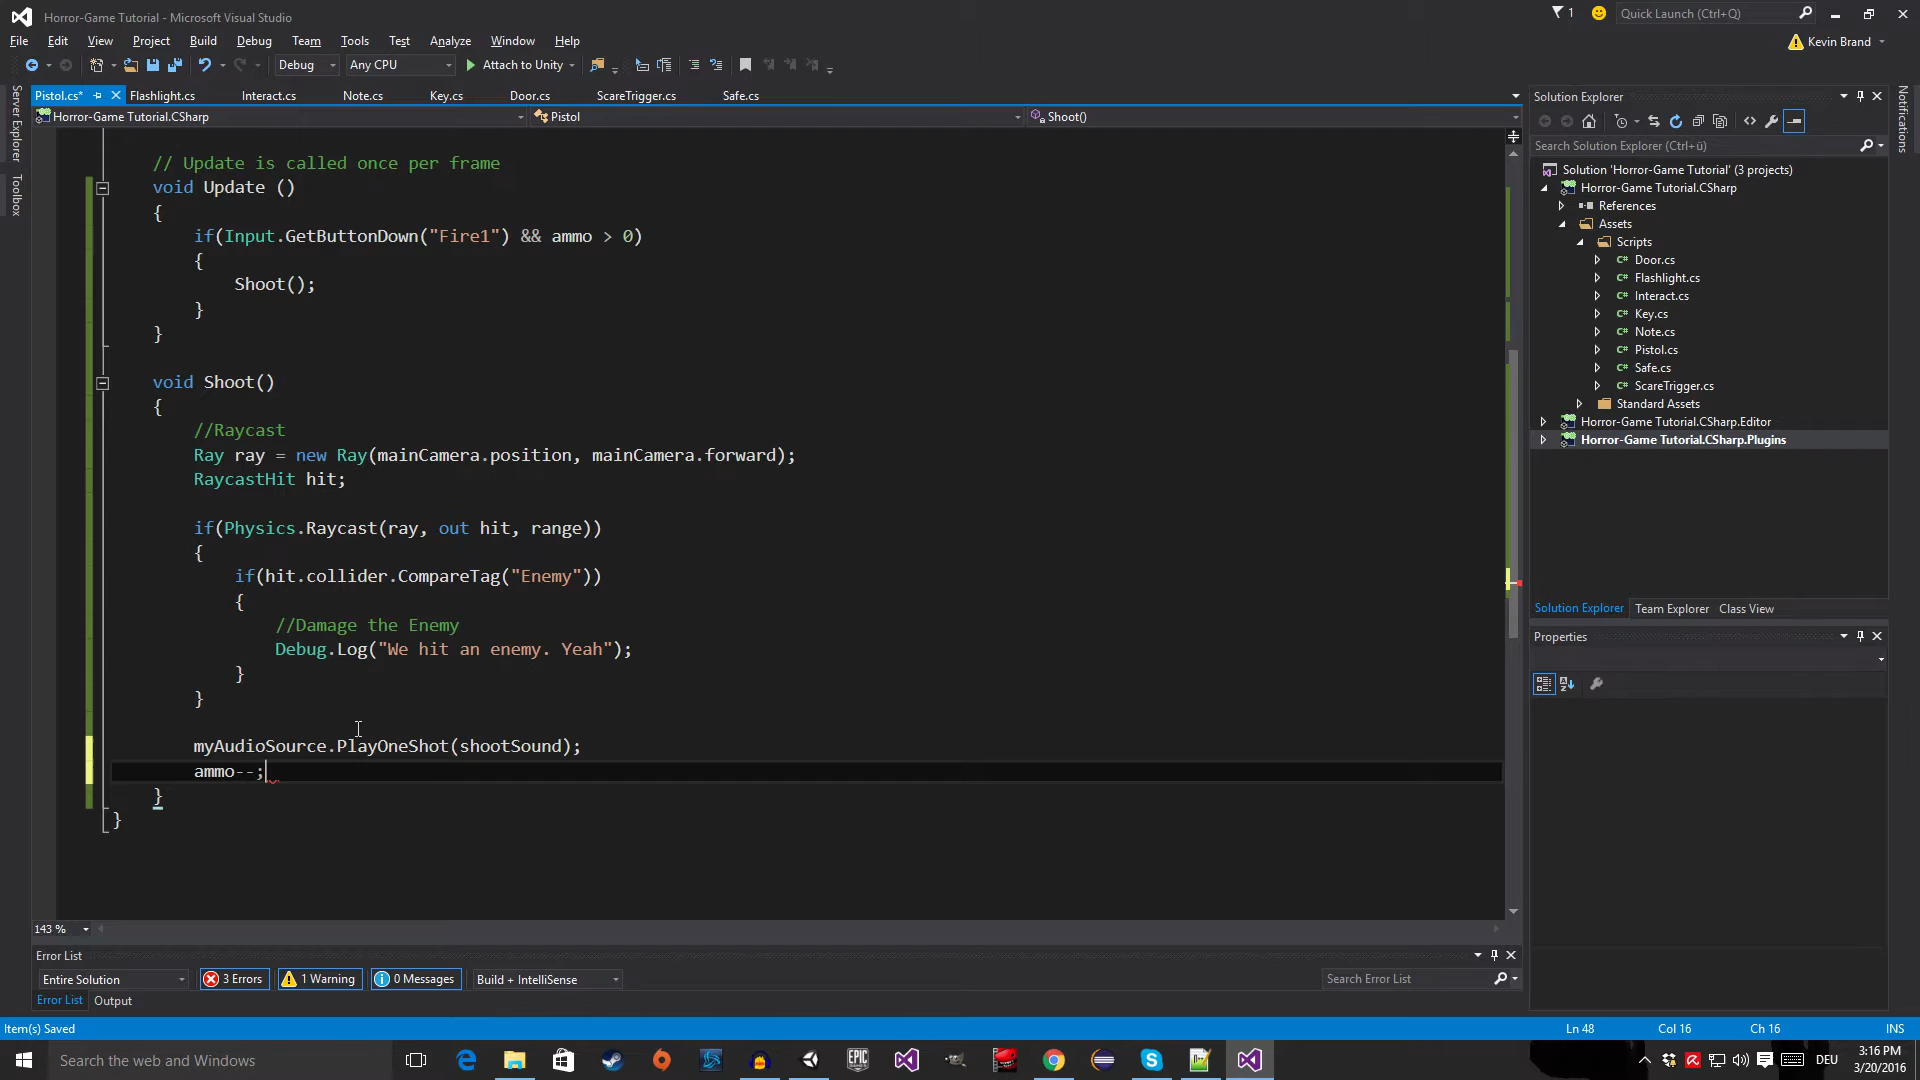 Horror-Game Tutorial - Microsoft Visual Studio
1
Quick Launch (Ctrl+Q)
File Edit View Project Build Debug Team Tools Test Analyze Window Help
Kevin Brand
Debug Any CPU Attach to Unity
Server Explorer
Toolbox
Pistol.cs* Flashlight.cs Interact.cs Note.cs Key.cs Door.cs ScareTrigger.cs Safe.cs
Horror-Game Tutorial.CSharp Pistol Shoot()
// Update is called once per frame
void Update ()
{
if(Input.GetButtonDown("Fire1") && ammo > 0)
{
Shoot();
}
}
void Shoot()
{
//Raycast
Ray ray = new Ray(mainCamera.position, mainCamera.forward);
RaycastHit hit;
if(Physics.Raycast(ray, out hit, range))
{
if(hit.collider.CompareTag("Enemy"))
{
//Damage the Enemy
Debug.Log("We hit an enemy. Yeah");
}
}
myAudioSource.PlayOneShot(shootSound);
ammo--;
}
}
143 %
Solution Explorer
Search Solution Explorer (Ctrl+ü)
Solution 'Horror-Game Tutorial' (3 projects)
Horror-Game Tutorial.CSharp
References
Assets
Scripts
C# Door.cs
C# Flashlight.cs
C# Interact.cs
C# Key.cs
C# Note.cs
C# Pistol.cs
C# Safe.cs
C# ScareTrigger.cs
Standard Assets
Horror-Game Tutorial.CSharp.Editor
Horror-Game Tutorial.CSharp.Plugins
Solution Explorer Team Explorer Class View
Properties
Notifications
Error List
Entire Solution 3 Errors 1 Warning 0 Messages Build + IntelliSense Search Error List
Error List Output
Item(s) Saved Ln 48 Col 16 Ch 16 INS
Search the web and Windows
EPIC
GAMES
DEU
3:16 PM
3/20/2016